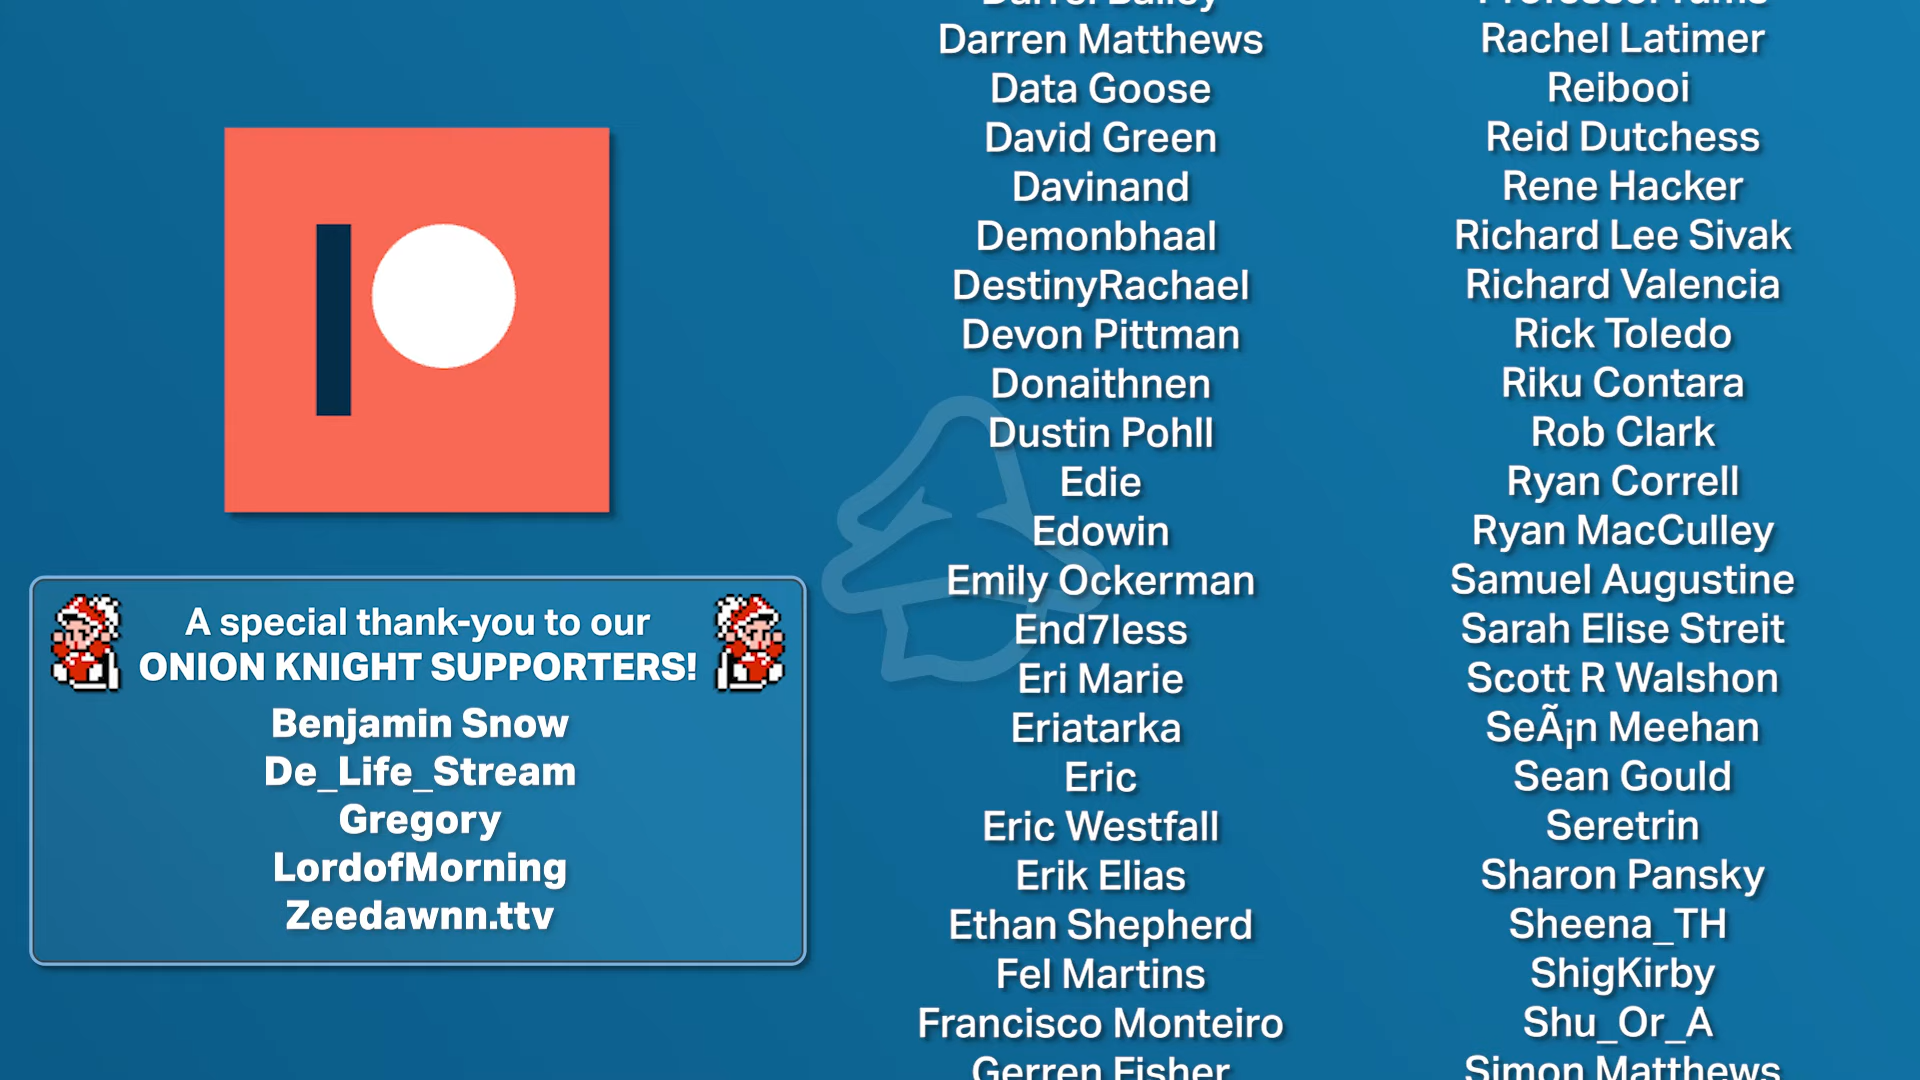 A special thank-you to our
ONION KNIGHT SUPPORTERS!
Benjamin Snow
De_Life_Stream
Gregory
LordofMorning
Zeedawnn.ttv
Darren Matthews
Data Goose
David Green
Davinand
Demonbhaal
DestinyRachael
Devon Pittman
Donaithnen
Dustin Pohll
Edie
Edowin
Emily Ockerman
End7less
Eri Marie
Eriatarka
Eric
Eric Westfall
Erik Elias
Ethan Shepherd
Fel Martins
Francisco Monteiro
Gerren Fisher
Rachel Latimer
Reibooi
Reid Dutchess
Rene Hacker
Richard Lee Sivak
Richard Valencia
Rick Toledo
Riku Contara
Rob Clark
Ryan Correll
Ryan MacCulley
Samuel Augustine
Sarah Elise Streit
Scott R Walshon
SeÃ¡n Meehan
Sean Gould
Seretrin
Sharon Pansky
Sheena_TH
ShigKirby
Shu_Or_A
Simon Matthews